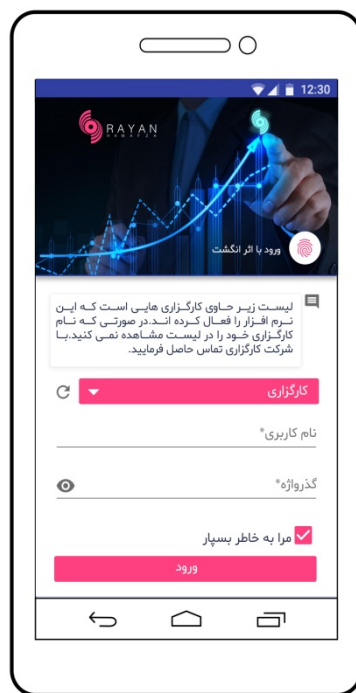 12:30
RAYAN
HAMAFZA
ورود با اثر انگشت
لیست زیر حاوی کارگزاری هایی است که این
نرم افزار را فعال کرده اند.در صورتی که نام
کارگزاری خود را در لیست مشاهده نمی کنید.با
شرکت کارگزاری تماس حاصل فرمایید.
کارگزاری
نام کاربری*
گذرواژه*
مرا به خاطر بسپار
ورود